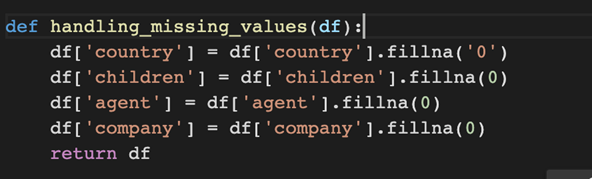 def handling_missing_values(df):
    df['country'] = df['country'].fillna('0')
    df['children'] = df['children'].fillna(0)
    df['agent'] = df['agent'].fillna(0)
    df['company'] = df['company'].fillna(0)
    return df